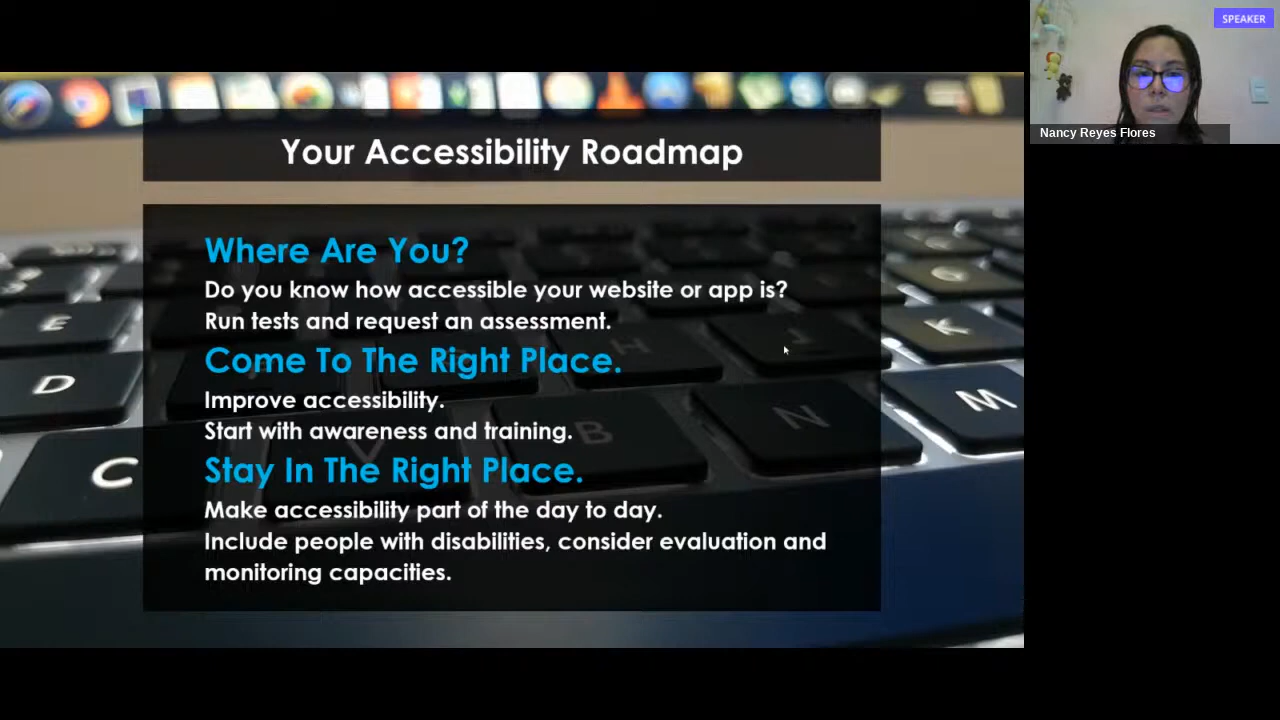 SPEAKER
Nancy Reyes Flores
Your Accessibility Roadmap
Where Are You?
Do you know how accessible your website or app is?
Run tests and request an assessment.
Come To The Right Place.
Improve accessibility.
Start with awareness and training.
Stay In The Right Place.
Make accessibility part of the day to day.
Include people with disabilities, consider evaluation and
monitoring capacities.
E
D
C
H
J
K
G
V
B
N
M